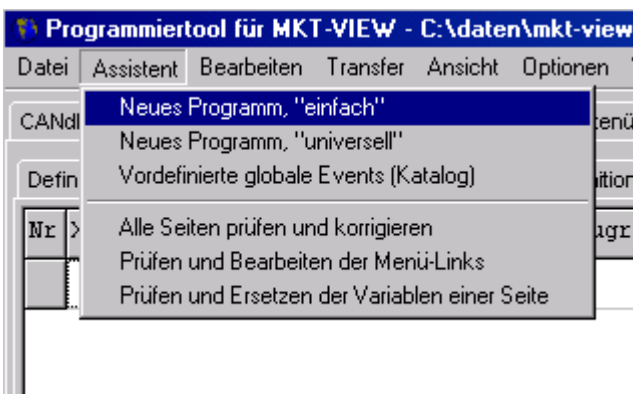 Programmiertool für MKT-VIEW - C:\daten\mkt-view
Datei Assistent Bearbeiten Transfer Ansicht Optionen
Neues Programm, "einfach"
Neues Programm, "universell"
Vordefinierte globale Events (Katalog)
Alle Seiten prüfen und korrigieren
Prüfen und Bearbeiten der Menü-Links
Prüfen und Ersetzen der Variablen einer Seite
Nr